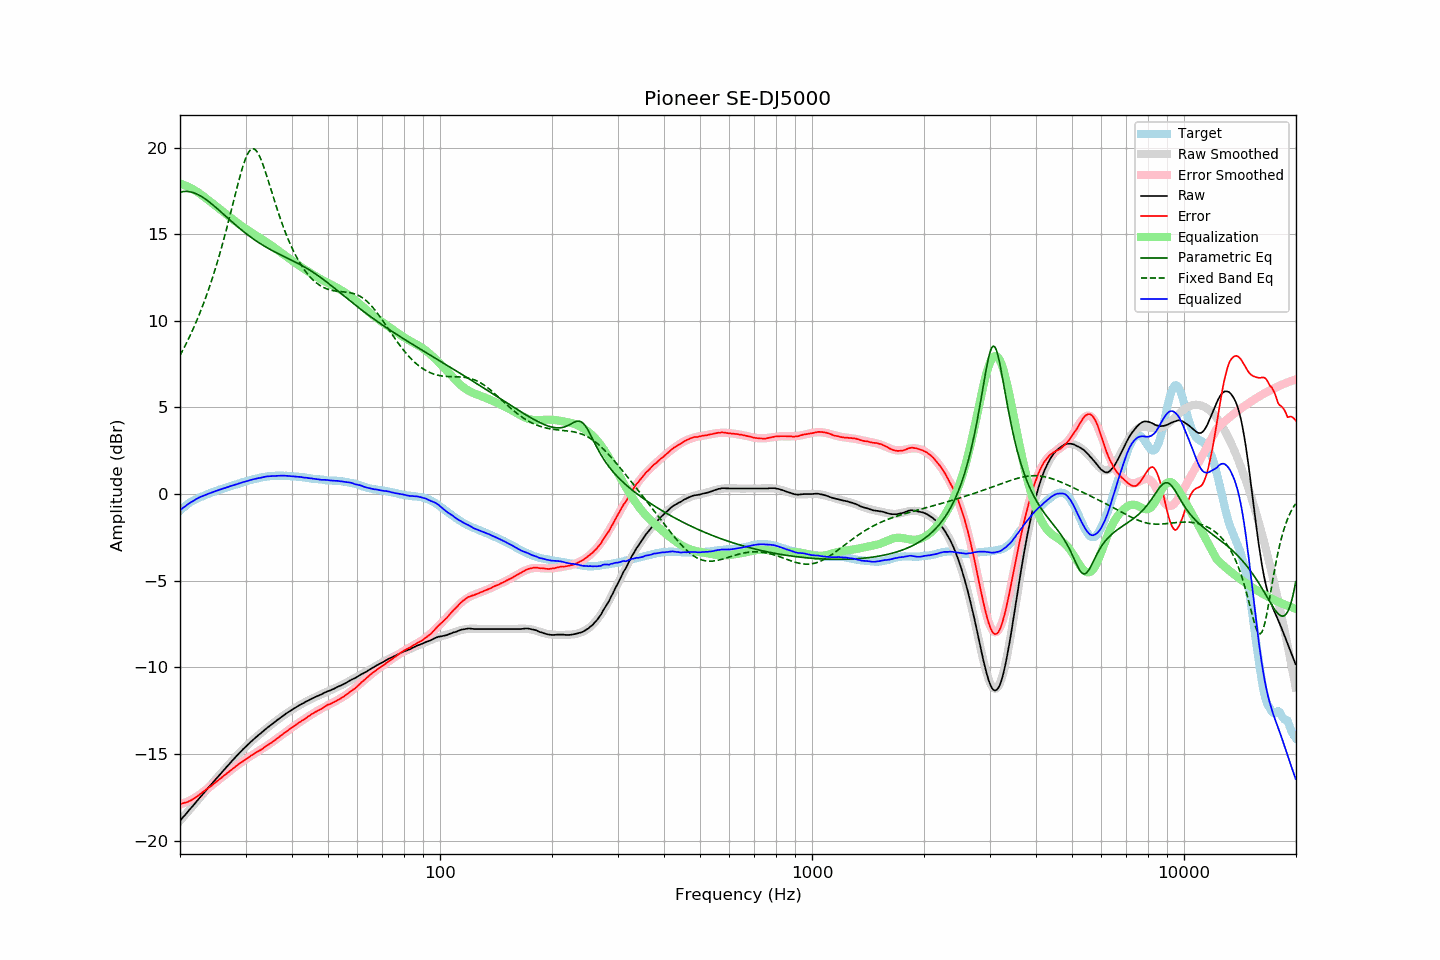 Pioneer SE-DJ5000
Target
Raw Smoothed
Error Smoothed
Raw
Error
Equalization
Parametric Eq
Fixed Band Eq
Equalized
20
15
10
5
0
−5
−10
−15
−20
Amplitude (dBr)
100 1000 10000
Frequency (Hz)